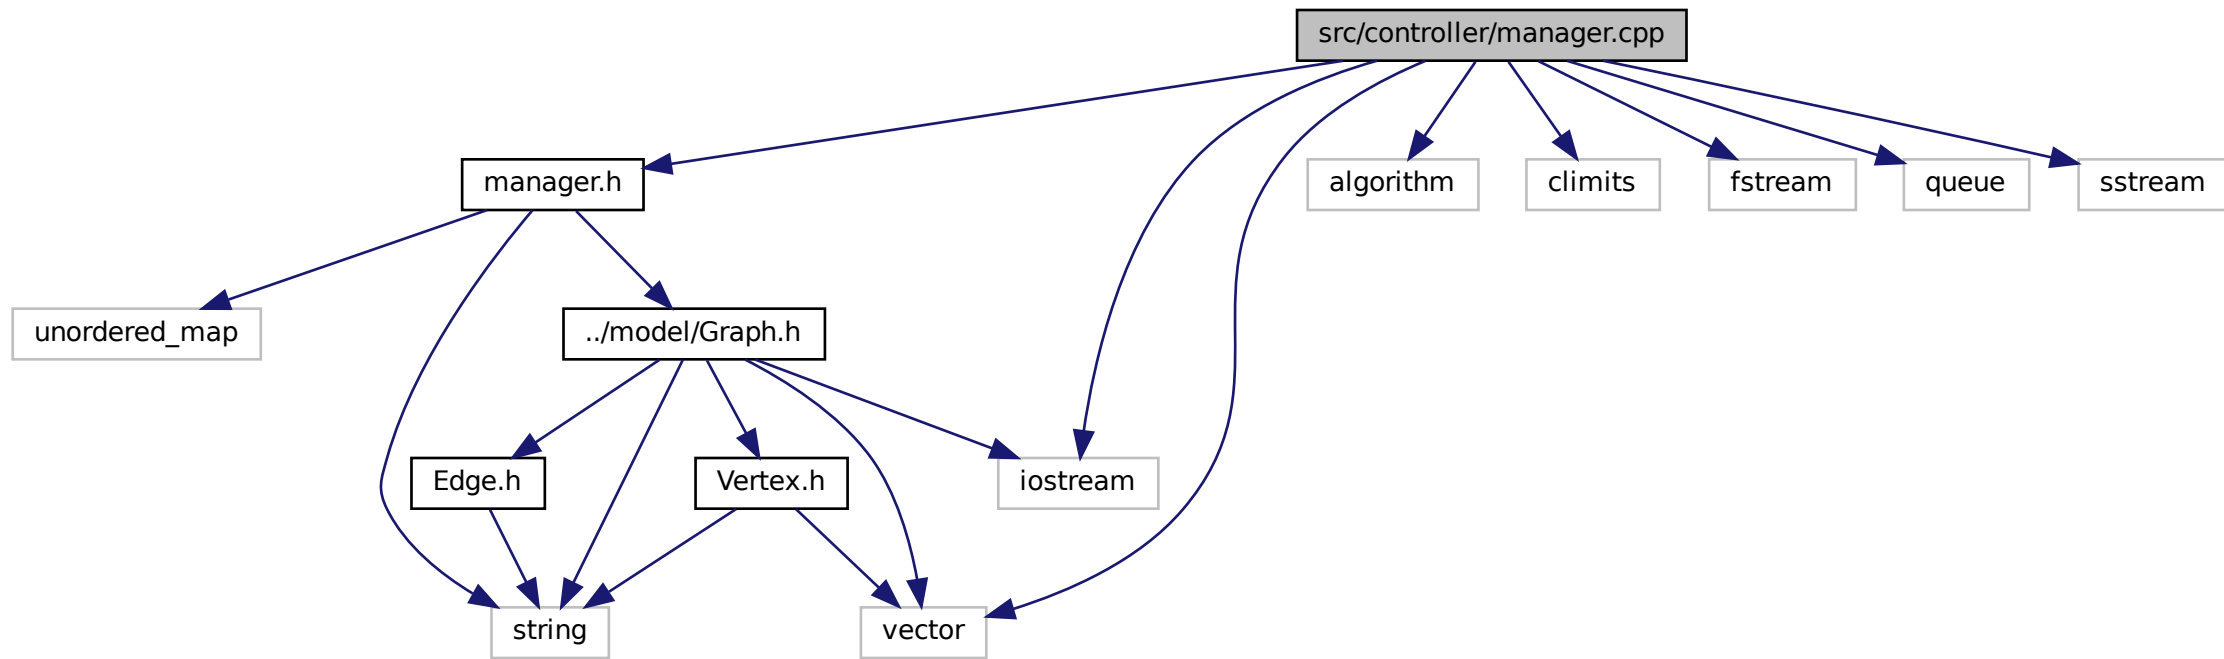 src/controller/manager.cpp
manager.h
algorithm
climits
fstream
queue
sstream
unordered_map
../model/Graph.h
Edge.h
Vertex.h
iostream
string
vector